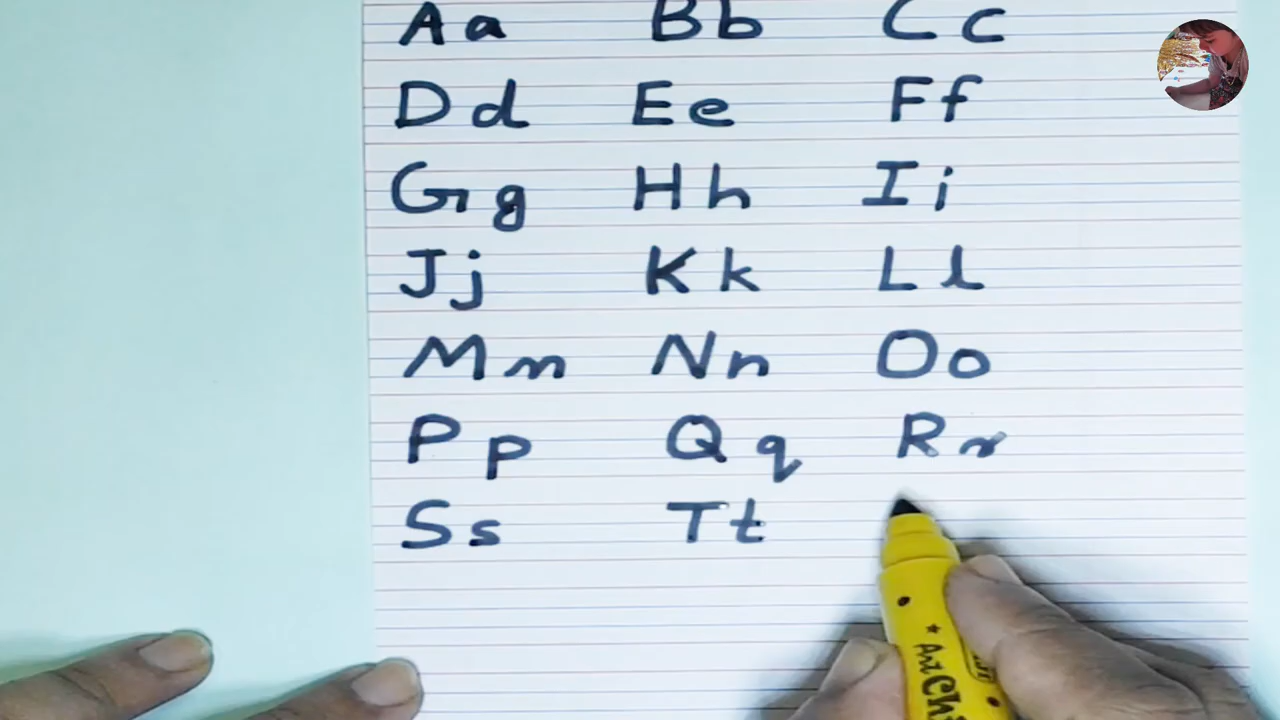 Aa Bb Cc
Dd Ee Ff
Gg Hh Ii
Jj Kk Ll
Mm Nn Oo
Pp Qq Rr
Ss Tt
Art